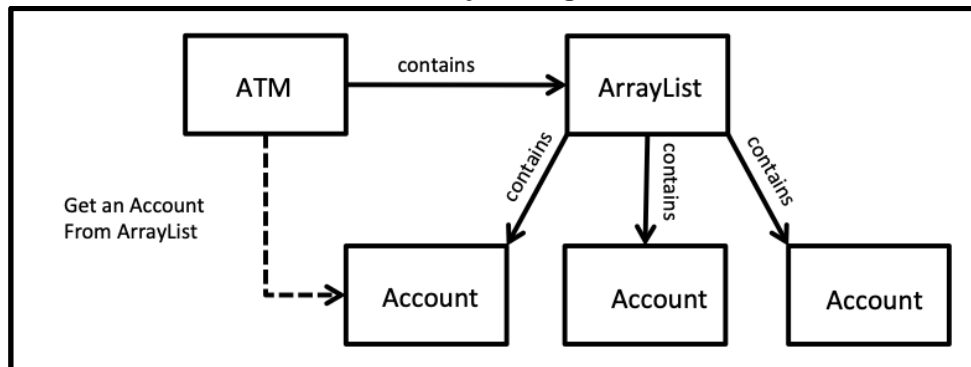 ATM
contains
ArrayList
contains
contains
contains
Get an Account
From ArrayList
Account
Account
Account